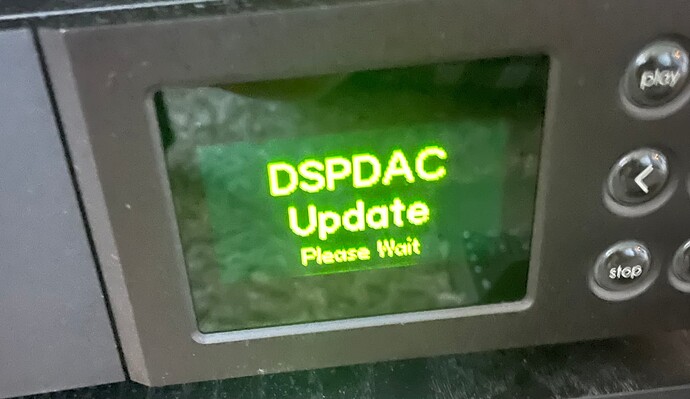 DSPDAC
Update
Please Wait
play
<
stop